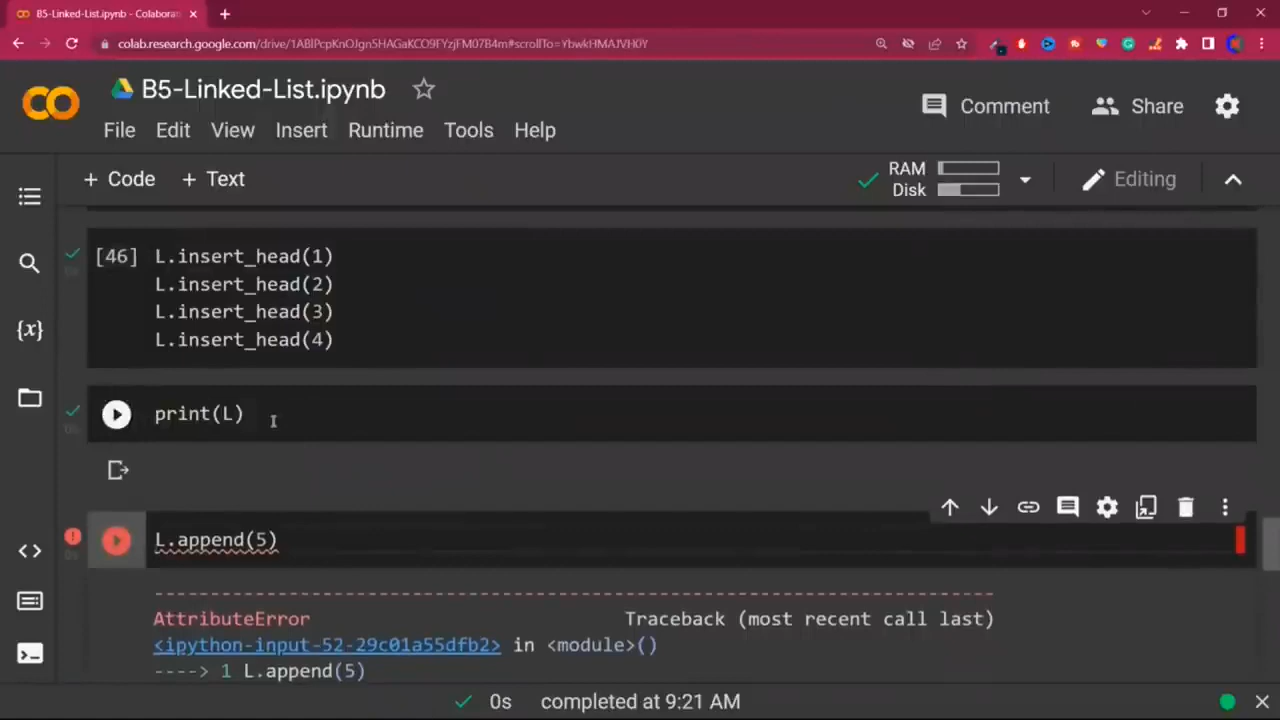 B5-Linked-List.ipynb - Colaborat
colab.research.google.com/drive/1ABlPcpKnOJgn5HAGaKCO9FYzjFM07B4m#scrollTo=YbwkHMAJVH0Y
B5-Linked-List.ipynb
Comment
Share
File Edit View Insert Runtime Tools Help
+ Code + Text
RAM
Disk
Editing
[46] L.insert_head(1)
L.insert_head(2)
L.insert_head(3)
L.insert_head(4)
{x}
print(L)
L.append(5)
---------------------------------------------------------------------------
AttributeError Traceback (most recent call last)
<ipython-input-52-29c01a55dfb2> in <module>()
----> 1 L.append(5)
0s completed at 9:21 AM